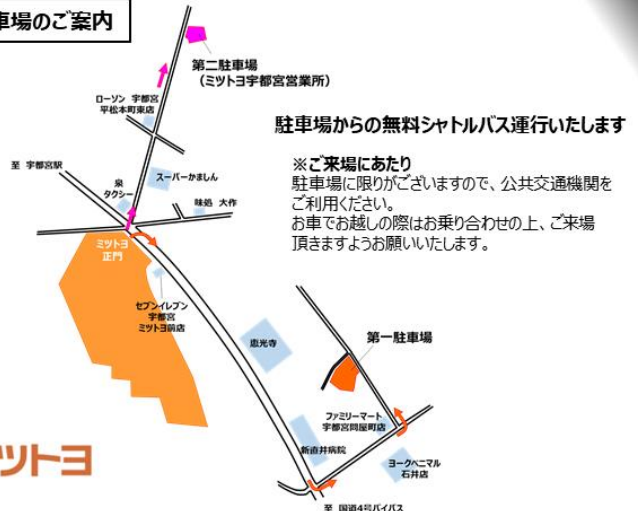 車場のご案内
第二駐車場
(ミツトヨ宇都宮営業所)
ローソン 宇都宮
平松本町東店
駐車場からの無料シャトルバス運行いたします
至 宇都宮駅
泉
タクシー
スーパーかましん
味処 大作
※ご来場にあたり
駐車場に限りがございますので、公共交通機関を
ご利用ください。
お車でお越しの際はお乗り合わせの上、ご来場
頂きますようお願いいたします。
ミツトヨ
正門
セブンイレブン
宇都宮
ミツトヨ前店
恵光寺
第一駐車場
ファミリーマート
宇都宮問屋町店
新直井病院
ヨークベニマル
石井店
ツトヨ
至 国道4号バイパス